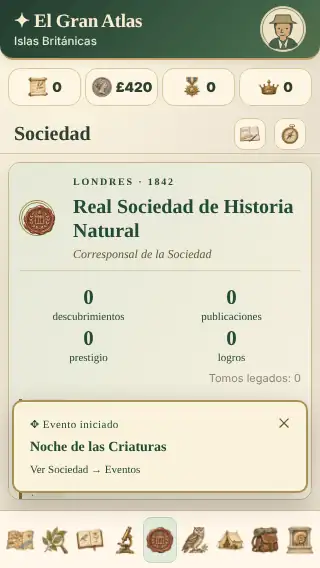 ✦ El Gran Atlas
Islas Británicas
0
£420
0
0
Sociedad
LONDRES · 1842
Real Sociedad de Historia
Natural
Corresponsal de la Sociedad
0
0
descubrimientos
publicaciones
0
0
prestigio
logros
Tomos legados: 0
✥ Evento iniciado
Noche de las Criaturas
Ver Sociedad → Eventos